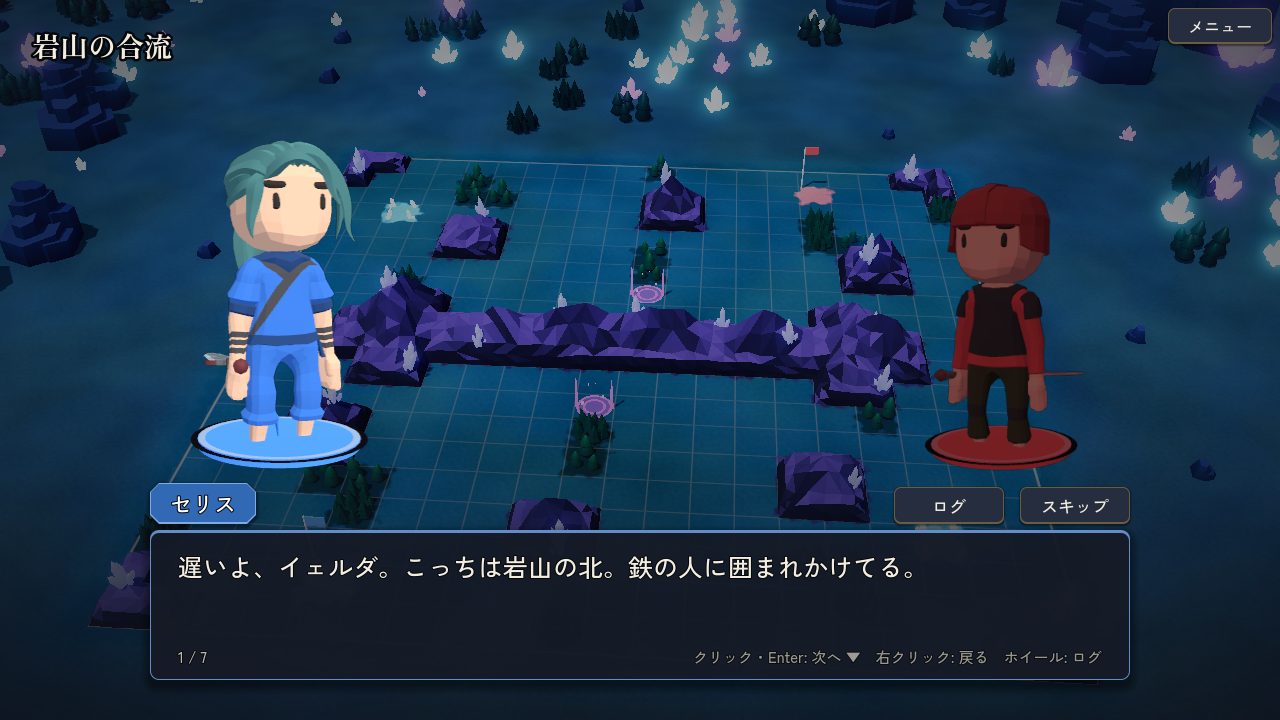 岩山の合流
メニュー
セリス
ログ
スキップ
遅いよ、イェルダ。こっちは岩山の北。鉄の人に囲まれかけてる。
1 / 7
クリック・Enter: 次へ ▼ 右クリック: 戻る ホイール: ログ